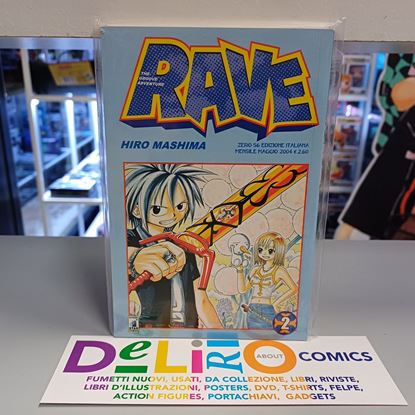 THE
GROOVE
ADVENTURE
RAVE
HIRO MASHIMA
ZERO 56 EDIZIONE ITALIANA
MENSILE MAGGIO 2004 € 2,60
2
DeLiRiO ABOUT COMICS
FUMETTI NUOVI, USATI, DA COLLEZIONE, LIBRI, RIVISTE,
LIBRI D'ILLUSTRAZIONI, POSTERS, DVD, T-SHIRTS, FELPE,
ACTION FIGURES, PORTACHIAVI, GADGETS